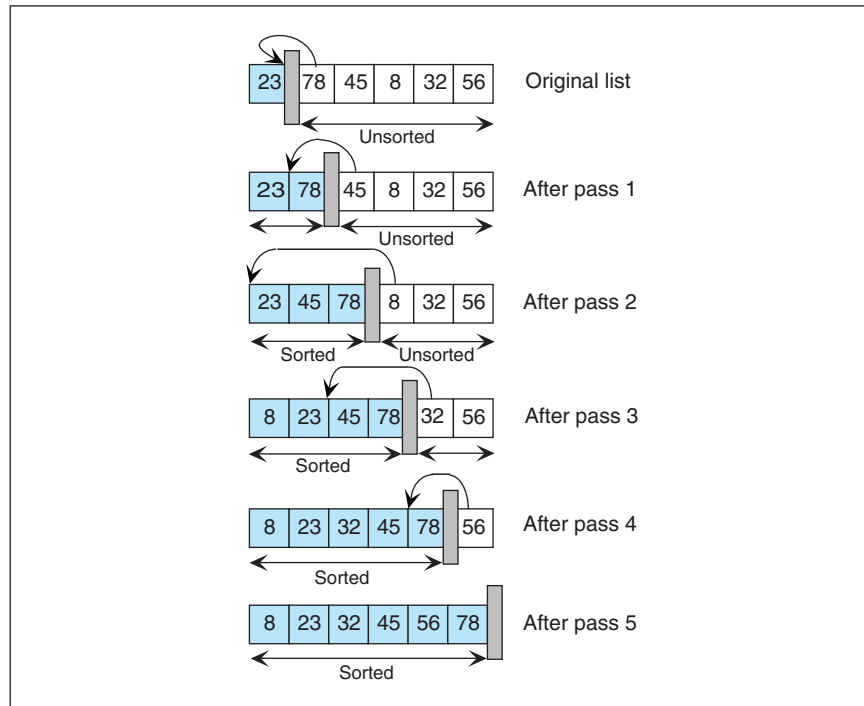 23 78 45 8 32 56 Original list
Unsorted
23 78 45 8 32 56 After pass 1
Unsorted
23 45 78 8 32 56 After pass 2
Sorted Unsorted
8 23 45 78 32 56 After pass 3
Sorted
8 23 32 45 78 56 After pass 4
Sorted
8 23 32 45 56 78 After pass 5
Sorted